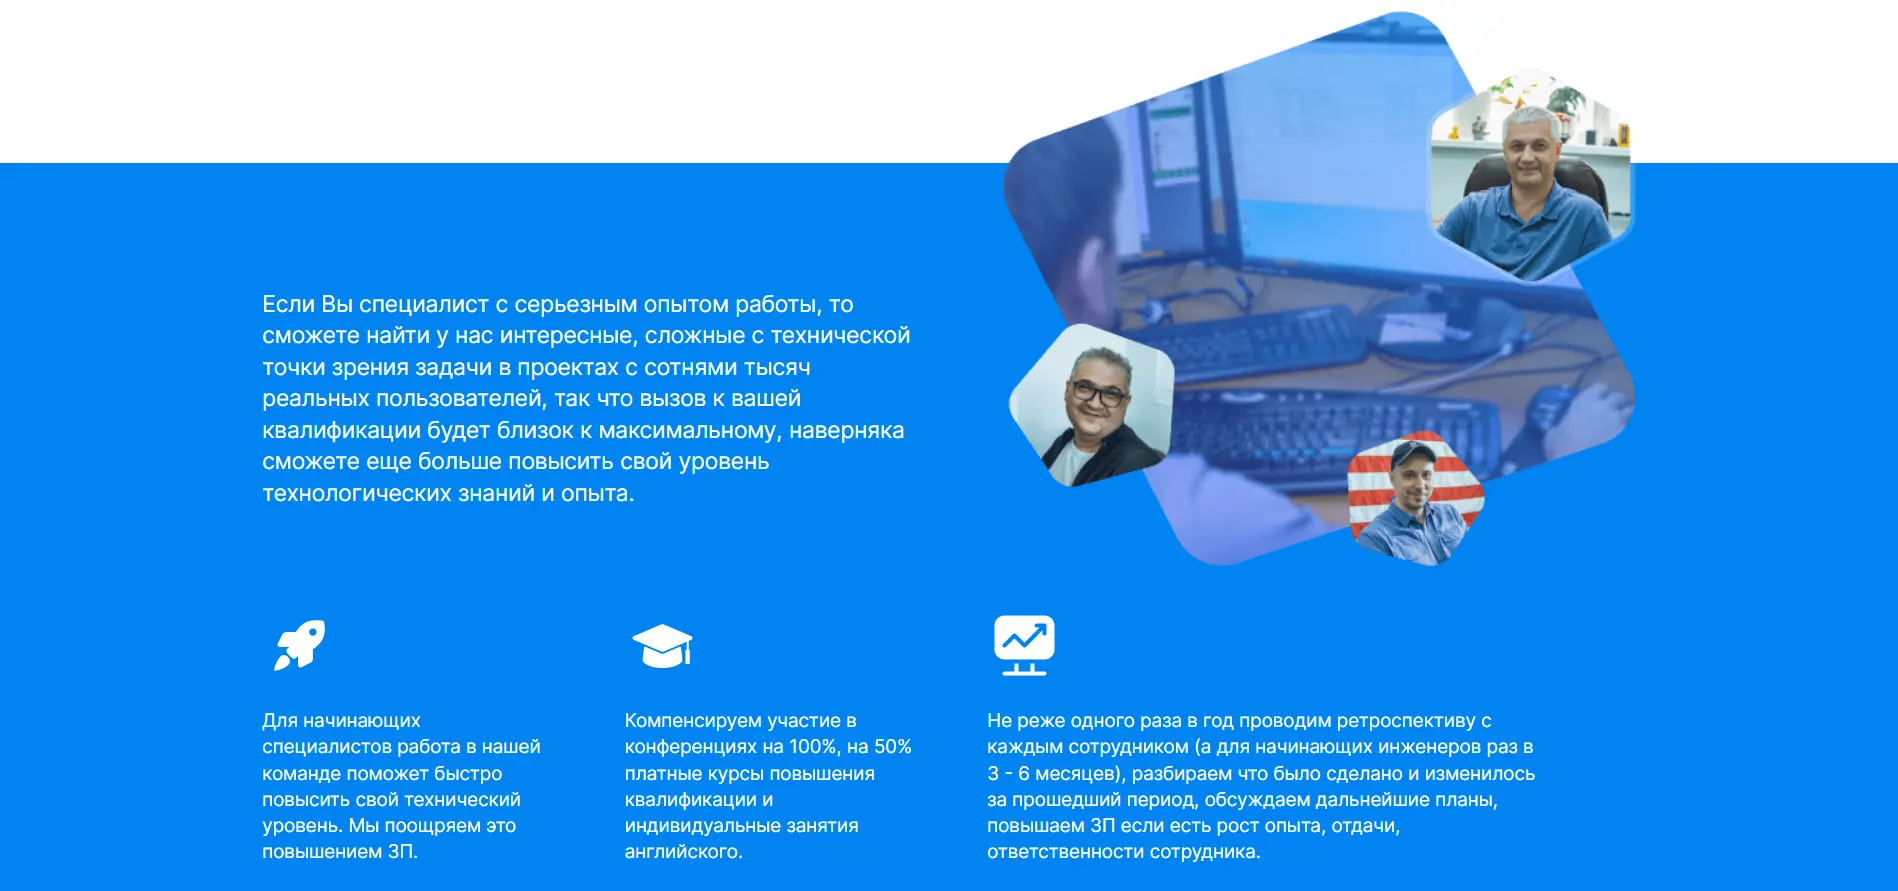 Если Вы специалист с серьезным опытом работы, то
сможете найти у нас интересные, сложные с технической
точки зрения задачи в проектах с сотнями тысяч
реальных пользователей, так что вызов к вашей
квалификации будет близок к максимальному, наверняка
сможете еще больше повысить свой уровень
технологических знаний и опыта.
Для начинающих
специалистов работа в нашей
команде поможет быстро
повысить свой технический
уровень. Мы поощряем это
повышением ЗП.
Компенсируем участие в
конференциях на 100%, на 50%
платные курсы повышения
квалификации и
индивидуальные занятия
английского.
Не реже одного раза в год проводим ретроспективу с
каждым сотрудником (а для начинающих инженеров раз в
3 - 6 месяцев), разбираем что было сделано и изменилось
за прошедший период, обсуждаем дальнейшие планы,
повышаем ЗП если есть рост опыта, отдачи,
ответственности сотрудника.